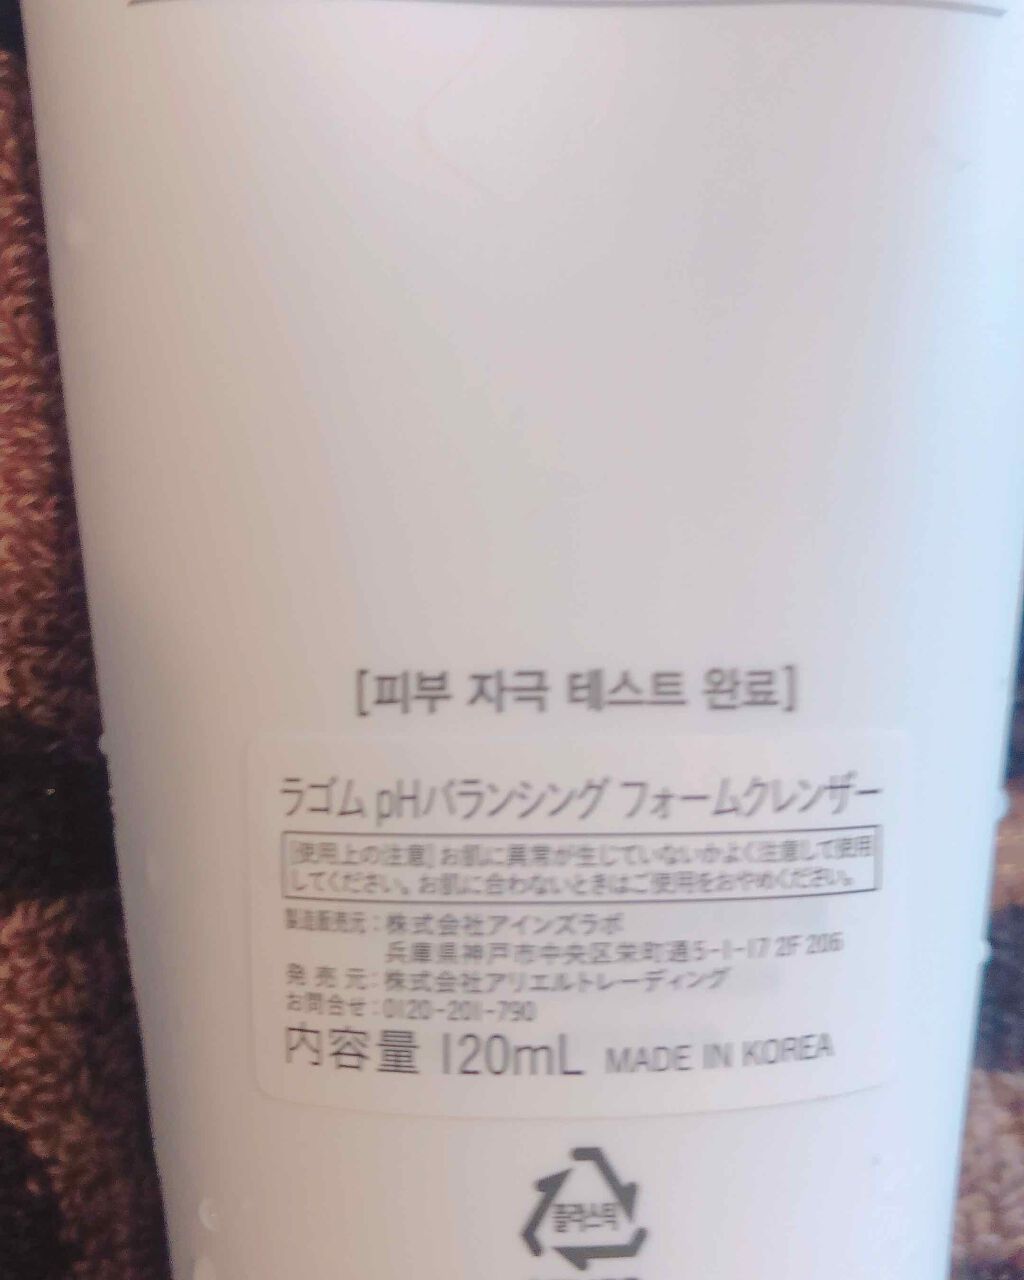 [피부 자극 테스트 완료]
ラゴム pHバランシング フォームクレンザー
[使用上の注意] お肌に異常が生じていないかよく注意して使用
してください。お肌に合わないときはご使用をおやめください。
製造販売元：株式会社アインズラボ
兵庫県神戸市中央区栄町通5-1-17 2F 206
発売元：株式会社アリエルトレーディング
お問合せ：0120-201-790
内容量 120mL MADE IN KOREA
플라스틱